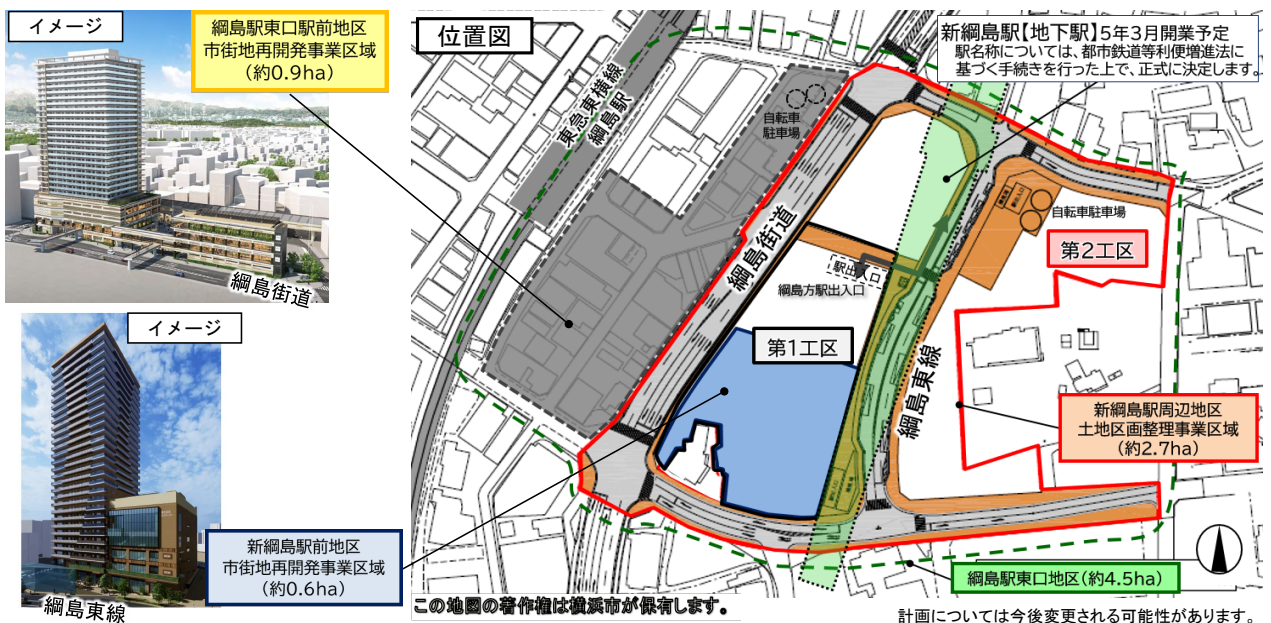 イメージ
綱島駅東口駅前地区
市街地再開発事業区域
(約0.9ha)
綱島街道
イメージ
新綱島駅前地区
市街地再開発事業区域
(約0.6ha)
綱島東線
位置図
新綱島駅【地下駅】5年3月開業予定
駅名称については、都市鉄道等利便増進法に
基づく手続きを行った上で、正式に決定します。
東急東横線
綱島駅
自転車
駐車場
綱島街道
自転車駐車場
第2工区
駅出入口
綱島方駅出入口
第1工区
綱島東線
新綱島駅周辺地区
土地区画整理事業区域
(約2.7ha)
綱島駅東口地区(約4.5ha)
この地図の著作権は横浜市が保有します。
計画については今後変更される可能性があります。